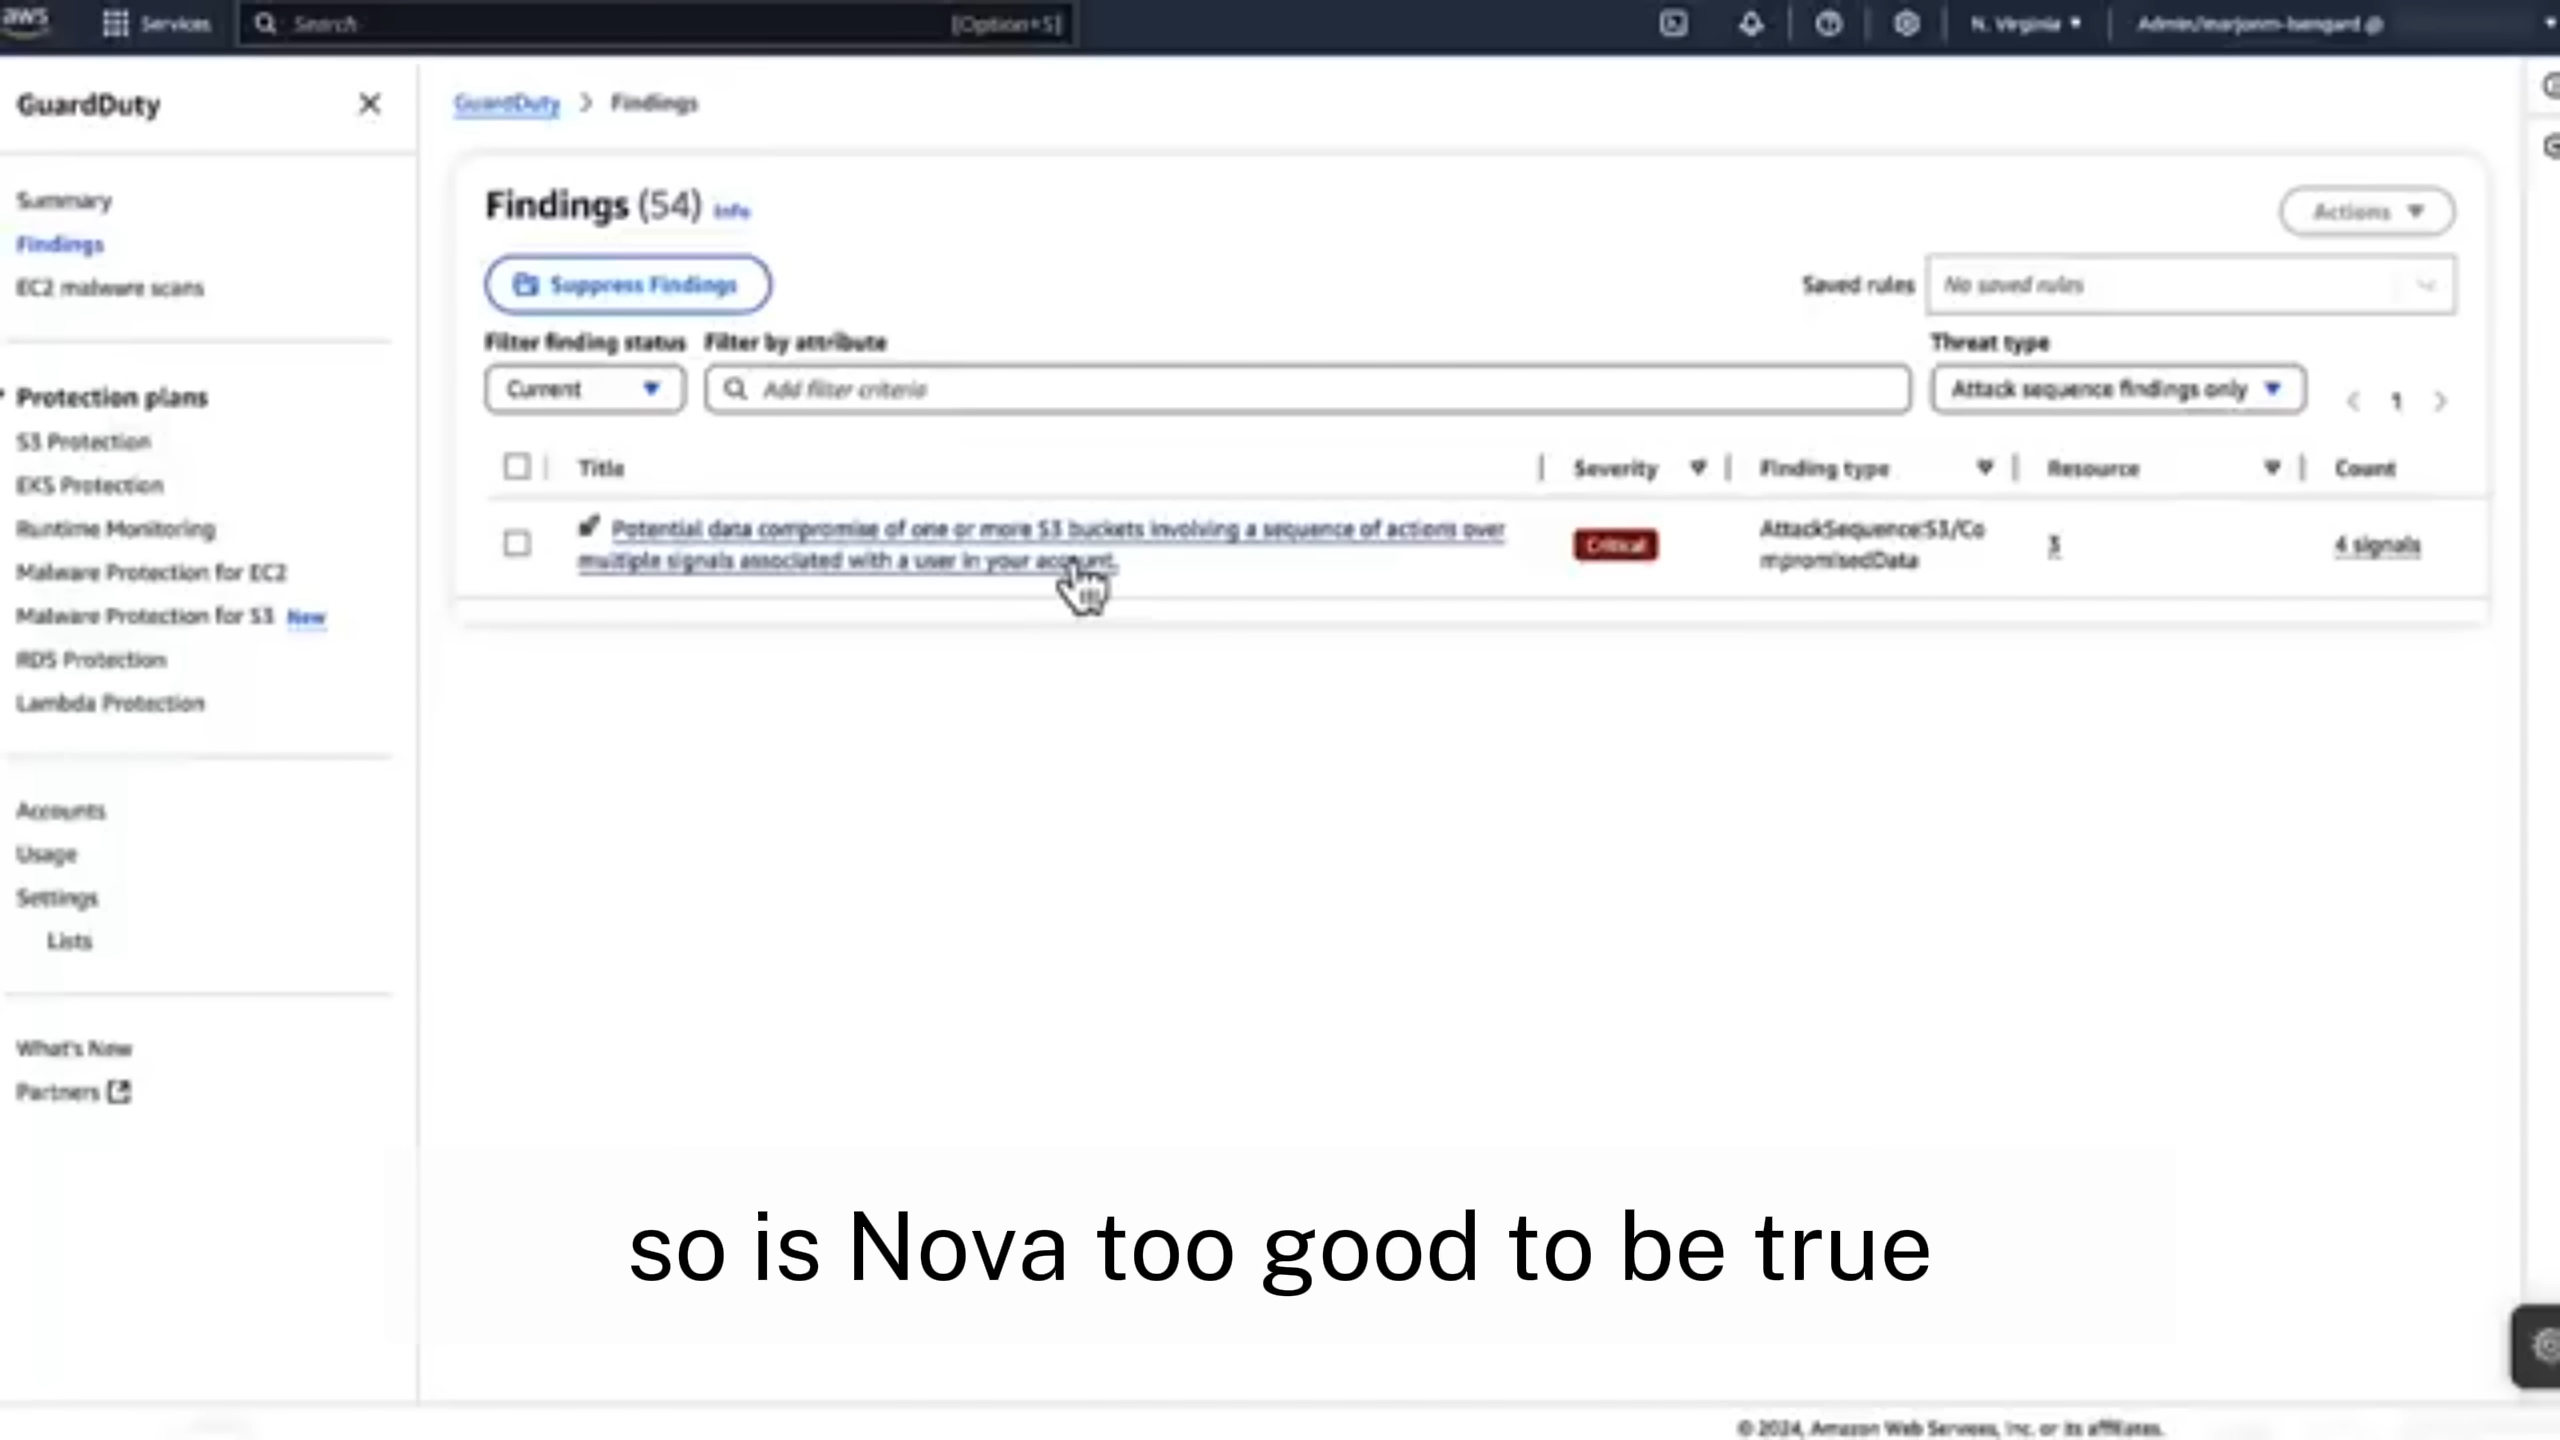 aws
Services
Search
[Option+S]
N. Virginia
GuardDuty
Summary
Findings
EC2 malware scans
Protection plans
S3 Protection
EKS Protection
Runtime Monitoring
Malware Protection for EC2
Malware Protection for S3 New
RDS Protection
Lambda Protection
Accounts
Usage
Settings
Lists
What's New
Partners
GuardDuty > Findings
Findings (54) Info
Actions
Suppress Findings
Saved rules
No saved rules
Filter finding status
Filter by attribute
Threat type
Current
Add filter criteria
Attack sequence findings only
< 1 >
Title
Severity
Finding type
Resource
Count
Potential data compromise of one or more S3 buckets involving a sequence of actions over
multiple signals associated with a user in your account.
Critical
AttackSequence:S3/Co
mpromisedData
3
4 signals
so is Nova too good to be true
© 2024, Amazon Web Services, Inc. or its affiliates.